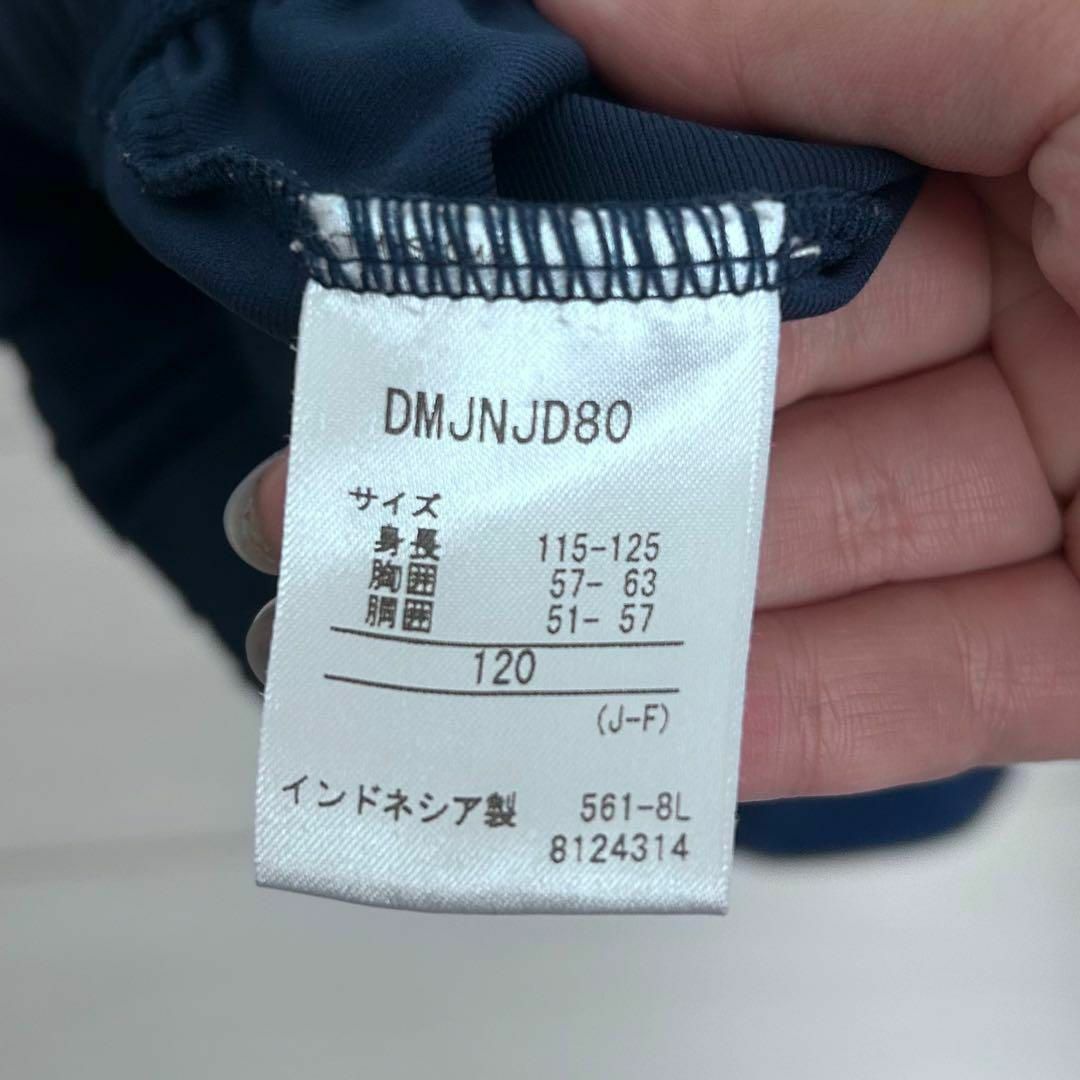 DMJNJD80
サイズ
身長 115-125
胸囲 57- 63
胴囲 51- 57
120
(J-F)
インドネシア製 561-8L
8124314